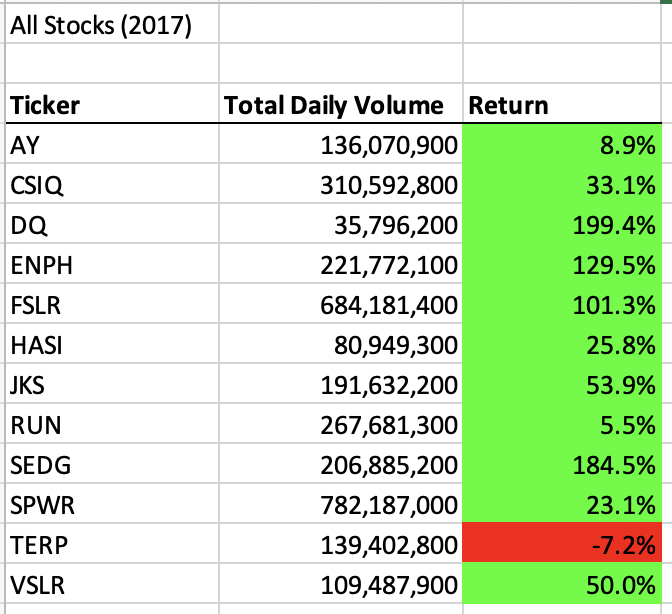 All Stocks (2017)
Ticker Total Daily Volume Return
AY 136,070,900 8.9%
CSIQ 310,592,800 33.1%
DQ 35,796,200 199.4%
ENPH 221,772,100 129.5%
FSLR 684,181,400 101.3%
HASI 80,949,300 25.8%
JKS 191,632,200 53.9%
RUN 267,681,300 5.5%
SEDG 206,885,200 184.5%
SPWR 782,187,000 23.1%
TERP 139,402,800 -7.2%
VSLR 109,487,900 50.0%